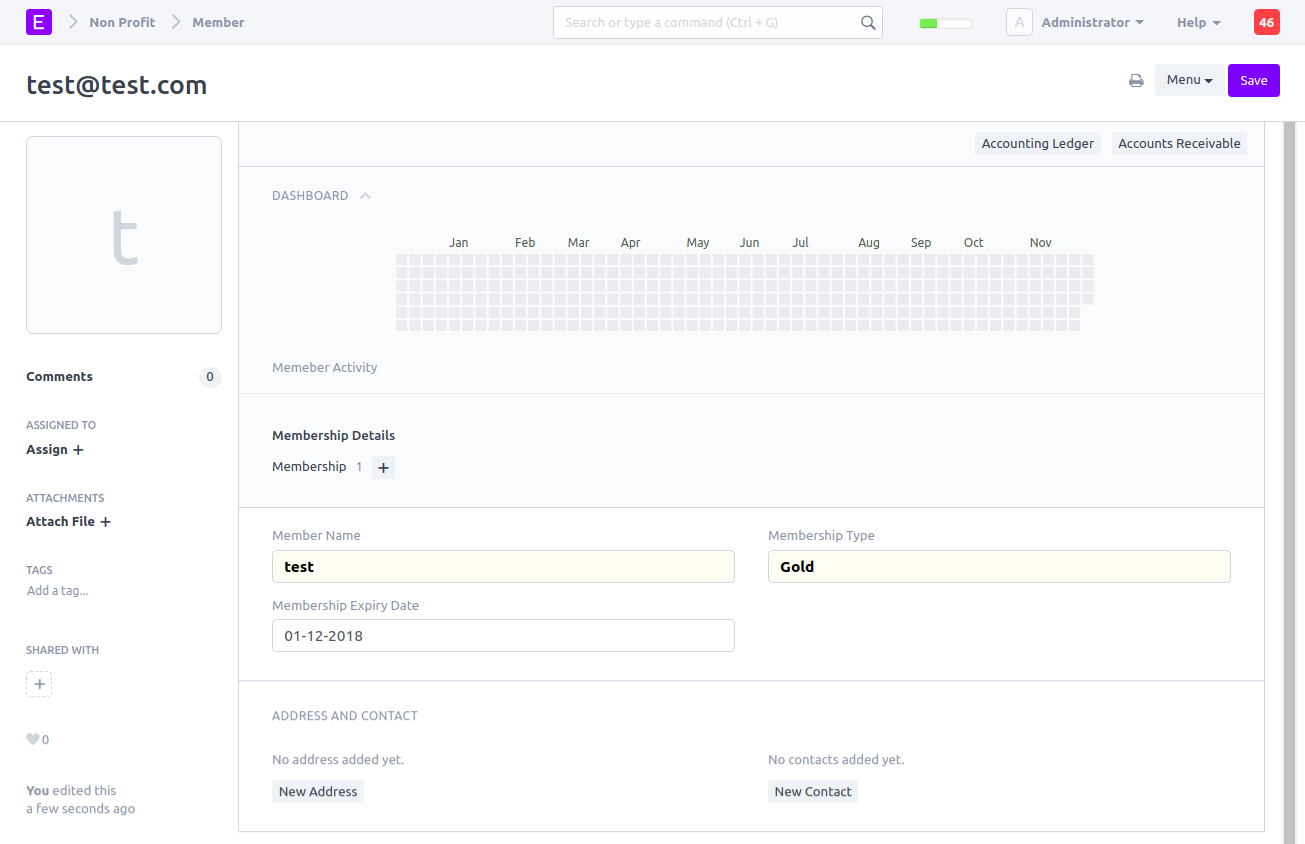 E Non Profit Member Search or type a command (Ctrl + G) A Administrator Help 46
test@test.com Menu Save
t
Comments 0
ASSIGNED TO
Assign +
ATTACHMENTS
Attach File +
TAGS
Add a tag...
SHARED WITH
+
0
You edited this
a few seconds ago
Accounting Ledger Accounts Receivable
DASHBOARD
Jan Feb Mar Apr May Jun Jul Aug Sep Oct Nov
Memeber Activity
Membership Details
Membership 1 +
Member Name Membership Type
test Gold
Membership Expiry Date
01-12-2018
ADDRESS AND CONTACT
No address added yet. No contacts added yet.
New Address New Contact